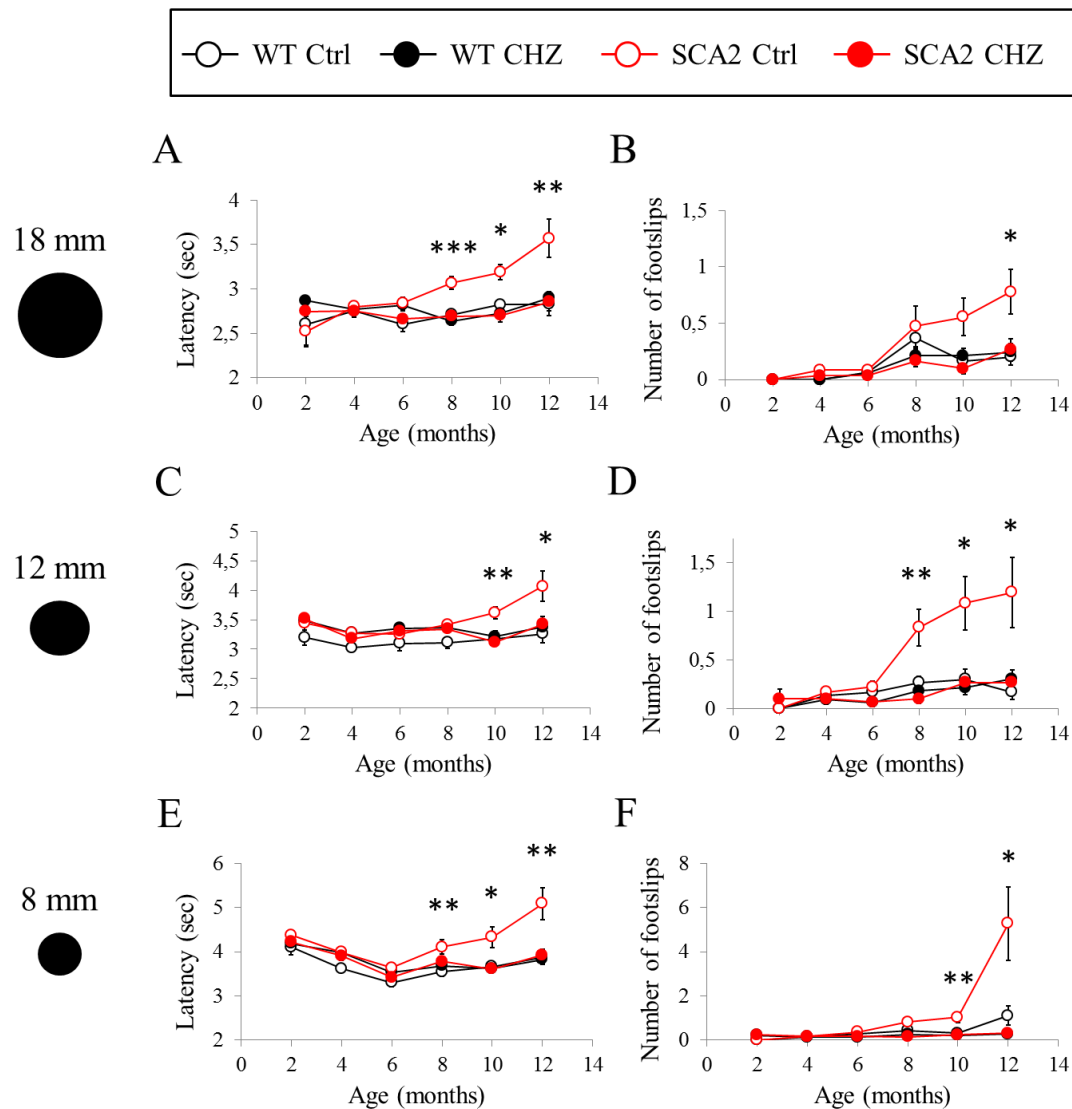 WT Ctrl WT CHZ SCA2 Ctrl SCA2 CHZ
A
B
18 mm
Latency (sec)
4
3,5
3
2,5
2
0 2 4 6 8 10 12 14
Age (months)
*** * **
Number of footslips
1,5
1
0,5
0
0 2 4 6 8 10 12 14
Age (months)
*
C
D
12 mm
Latency (sec)
5
4,5
4
3,5
3
2,5
2
0 2 4 6 8 10 12 14
Age (months)
** *
Number of footslips
1,5
1
0,5
0
0 2 4 6 8 10 12 14
Age (months)
** * *
E
F
8 mm
Latency (sec)
6
5
4
3
2
0 2 4 6 8 10 12 14
Age (months)
** * **
Number of footslips
8
6
4
2
0
0 2 4 6 8 10 12 14
Age (months)
** *